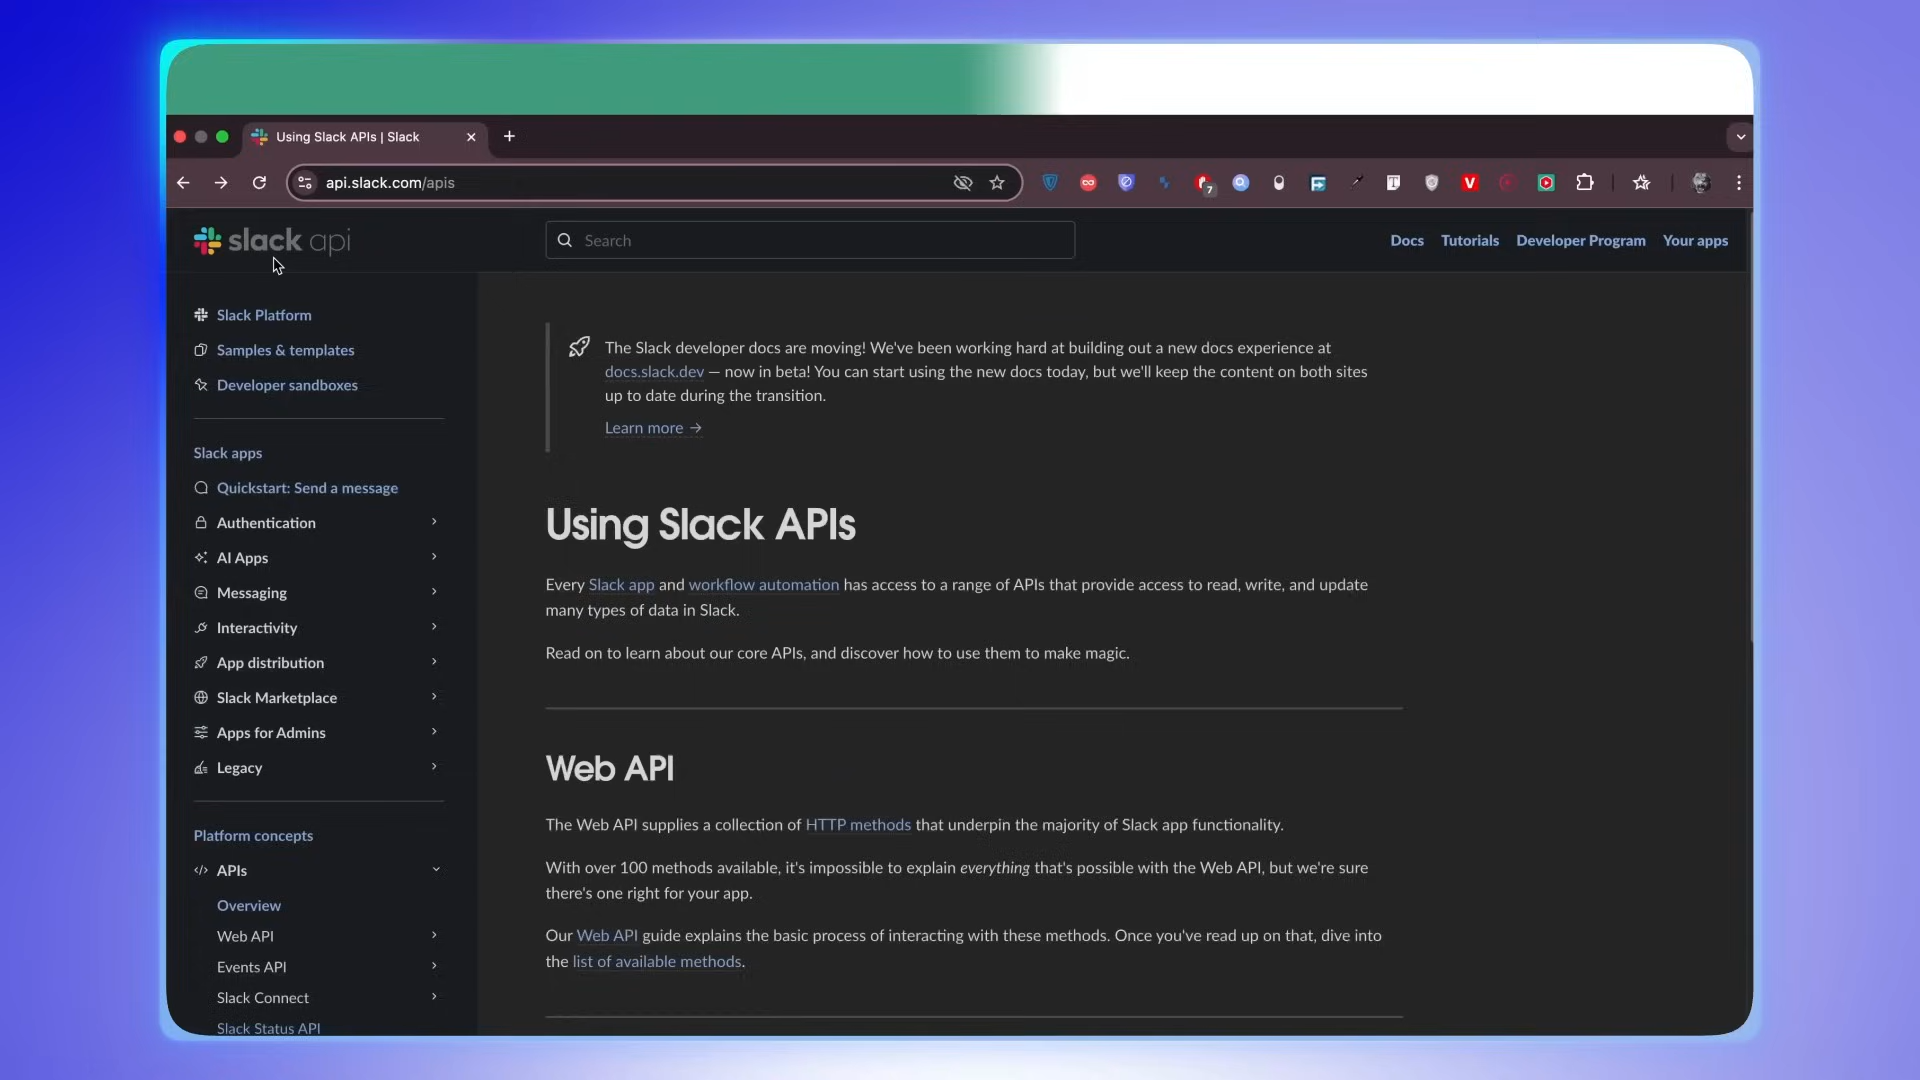 Using Slack APIs | Slack
api.slack.com/apis
7
T
V
slack api
Search
Docs
Tutorials
Developer Program
Your apps
Slack Platform
Samples & templates
Developer sandboxes
Slack apps
Quickstart: Send a message
Authentication
AI Apps
Messaging
Interactivity
App distribution
Slack Marketplace
Apps for Admins
Legacy
Platform concepts
APIs
Overview
Web API
Events API
Slack Connect
Slack Status API
The Slack developer docs are moving! We've been working hard at building out a new docs experience at
docs.slack.dev — now in beta! You can start using the new docs today, but we'll keep the content on both sites
up to date during the transition.
Learn more →
Using Slack APIs
Every Slack app and workflow automation has access to a range of APIs that provide access to read, write, and update
many types of data in Slack.
Read on to learn about our core APIs, and discover how to use them to make magic.
Web API
The Web API supplies a collection of HTTP methods that underpin the majority of Slack app functionality.
With over 100 methods available, it's impossible to explain everything that's possible with the Web API, but we're sure
there's one right for your app.
Our Web API guide explains the basic process of interacting with these methods. Once you've read up on that, dive into
the list of available methods.